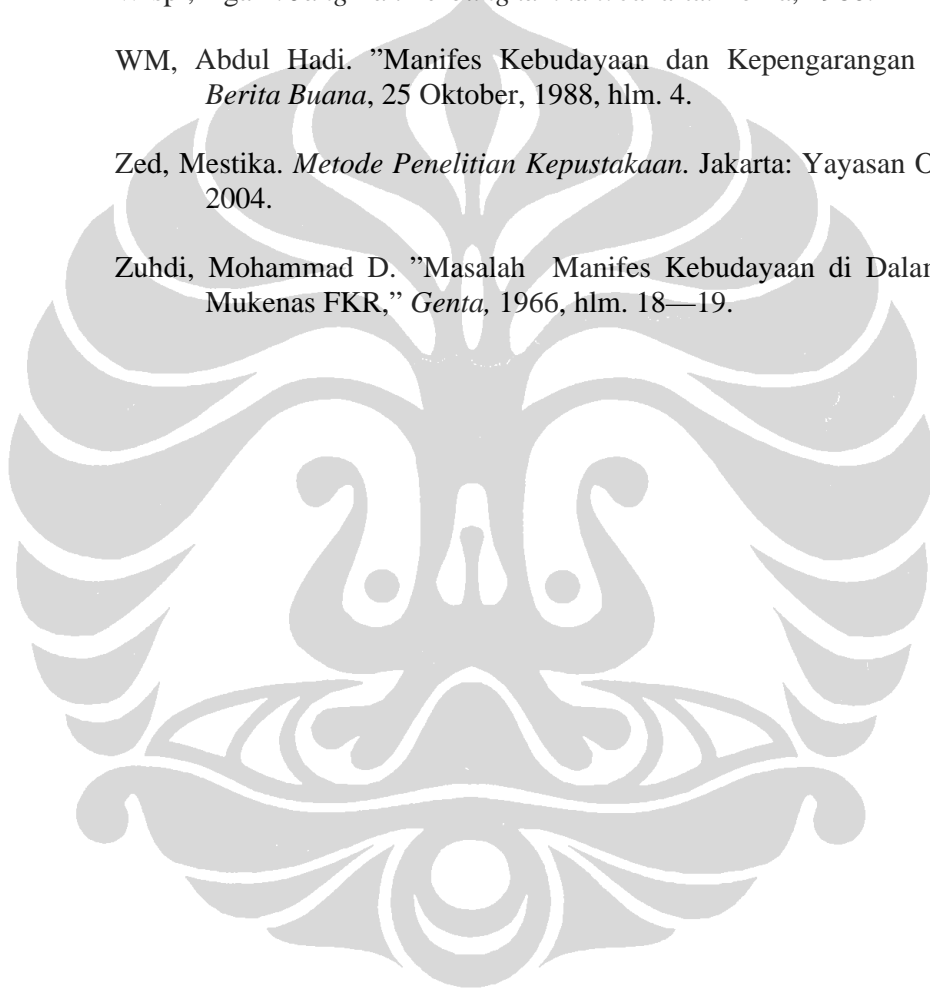 WM, Abdul Hadi. ”Manifes Kebudayaan dan Kepengarangan
Berita Buana, 25 Oktober, 1988, hlm. 4.
Zed, Mestika. Metode Penelitian Kepustakaan. Jakarta: Yayasan O
2004.
Zuhdi, Mohammad D. ”Masalah Manifes Kebudayaan di Dalam
Mukenas FKR,” Genta, 1966, hlm. 18—19.